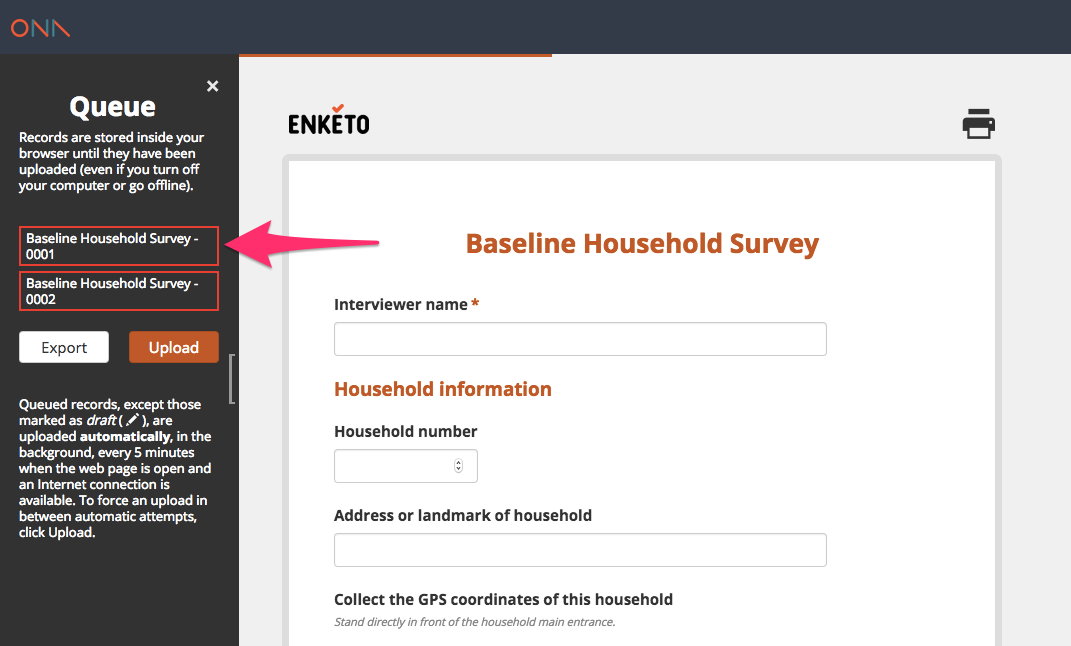 ONA
×
Queue
Records are stored inside your
browser until they have been
uploaded (even if you turn off
your computer or go offline).
Baseline Household Survey -
0001
Baseline Household Survey -
0002
Export
Upload
Queued records, except those
marked as draft ( ), are
uploaded automatically, in the
background, every 5 minutes
when the web page is open and
an Internet connection is
available. To force an upload in
between automatic attempts,
click Upload.
ENKETO
Baseline Household Survey
Interviewer name *
Household information
Household number
Address or landmark of household
Collect the GPS coordinates of this household
Stand directly in front of the household main entrance.